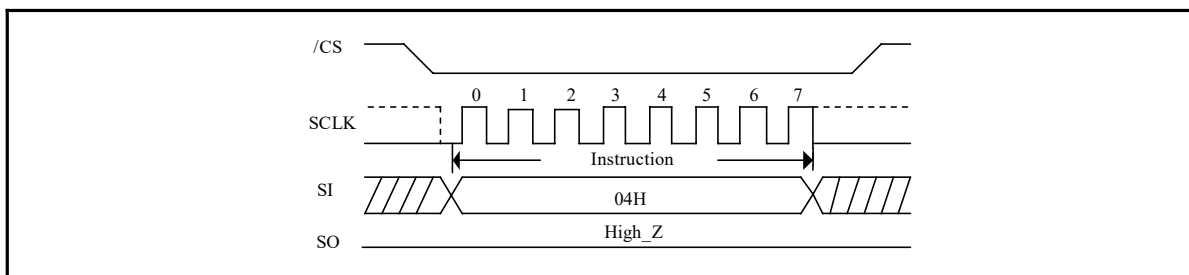 /CS
0 1 2 3 4 5 6 7
SCLK
Instruction
SI
04H
High_Z
SO